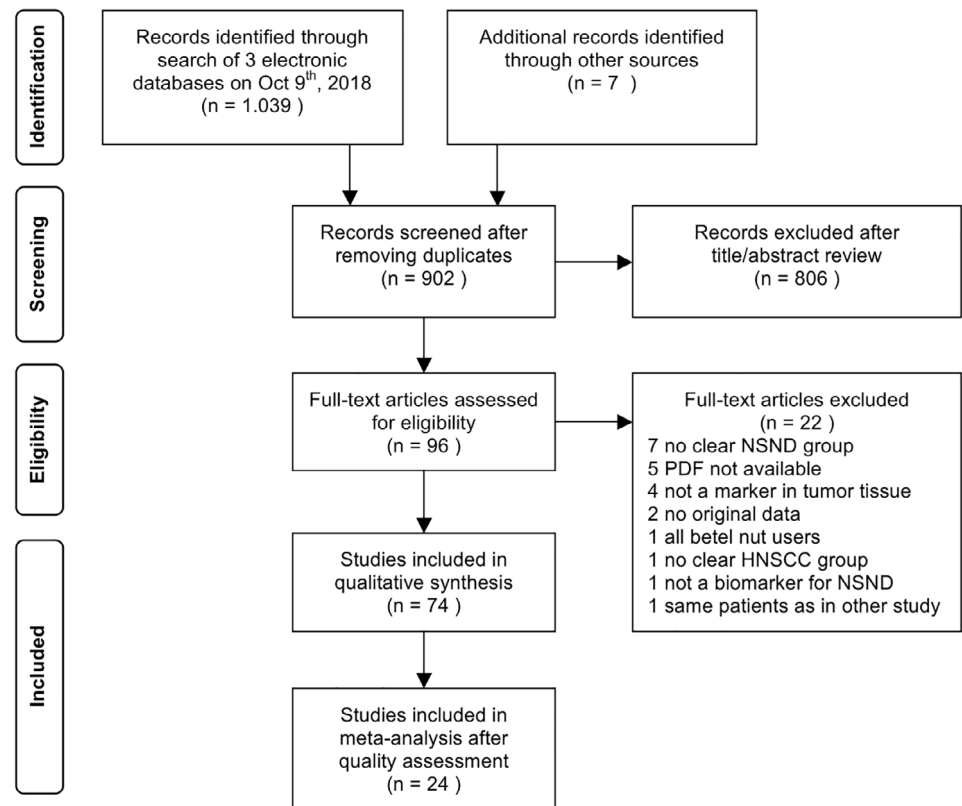 Identification
Records identified through
search of 3 electronic
databases on Oct 9th, 2018
(n = 1.039 )
Additional records identified
through other sources
(n = 7 )
Screening
Records screened after
removing duplicates
(n = 902 )
Records excluded after
title/abstract review
(n = 806 )
Eligibility
Full-text articles assessed
for eligibility
(n = 96 )
Full-text articles excluded
(n = 22 )
7 no clear NSND group
5 PDF not available
4 not a marker in tumor tissue
2 no original data
1 all betel nut users
1 no clear HNSCC group
1 not a biomarker for NSND
1 same patients as in other study
Included
Studies included in
qualitative synthesis
(n = 74 )
Studies included in
meta-analysis after
quality assessment
(n = 24 )